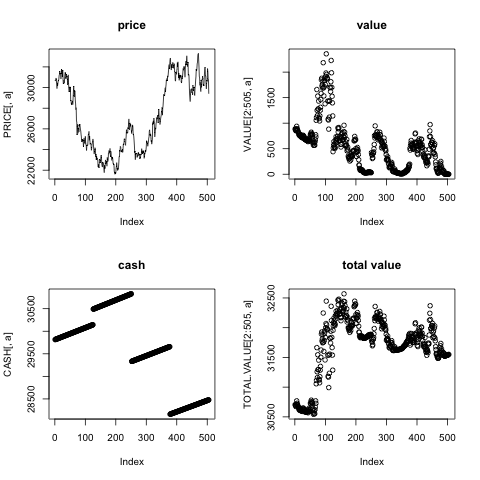 price
PRICE[, a]
22000 26000 30000
0 100 200 300 400 500
Index
value
VALUE[2:505, a]
0 500 1500
0 100 200 300 400 500
Index
cash
CASH[, a]
28500 29500 30500
0 100 200 300 400 500
Index
total value
TOTAL.VALUE[2:505, a]
30500 31500 32500
0 100 200 300 400 500
Index